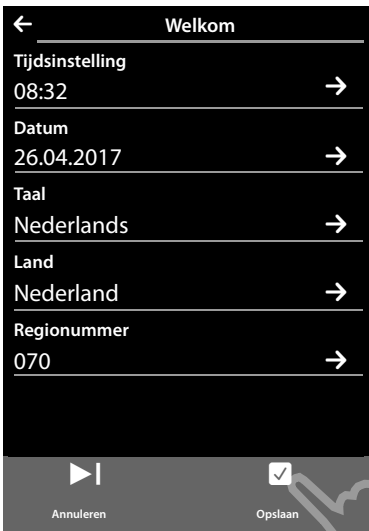 Welkom
Tijdsinstelling
08:32
Datum
26.04.2017
Taal
Nederlands
Land
Nederland
Regionummer
070
Annuleren Opslaan